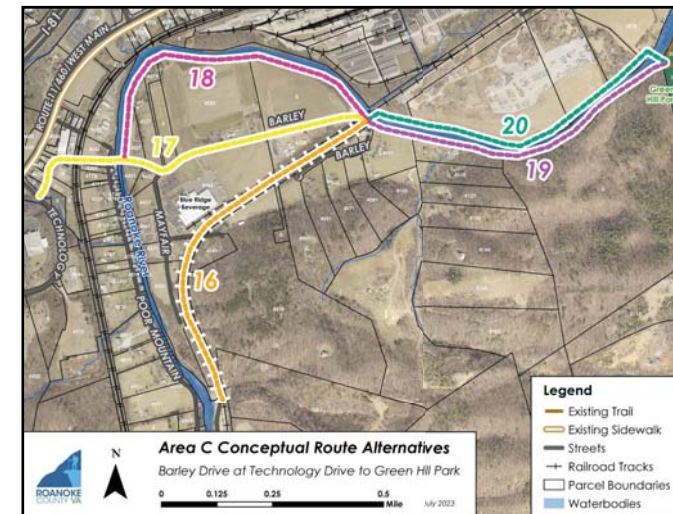 I-81
ROUTE 11/460/WEST MAIN
18
17
BARLEY
BARLEY
20
19
Green
Hill Park
Blue Ridge
Beverage
TECHNOLOGY
Roanoke River
MAYFAIR
POOR MOUNTAIN
16
Legend
Existing Trail
Existing Sidewalk
Streets
Railroad Tracks
Parcel Boundaries
Waterbodies
ROANOKE
COUNTY VA
N
Area C Conceptual Route Alternatives
Barley Drive at Technology Drive to Green Hill Park
0 0.125 0.25 0.5
Mile
July 2023